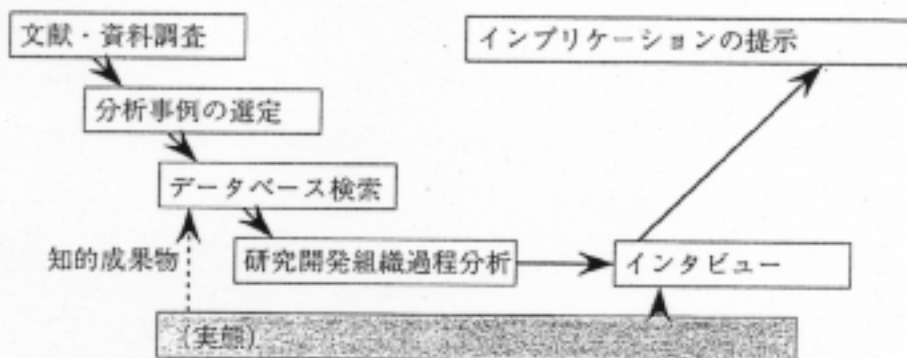 文献・資料調査
インプリケーションの提示
分析事例の選定
データベース検索
知的成果物
研究開発組織過程分析
インタビュー
(実態)